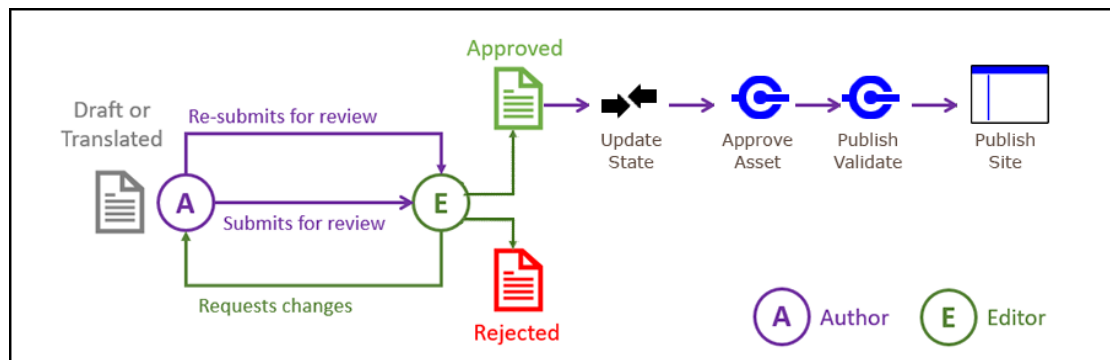 Approved
Draft or
Translated
Re-submits for review
A
Submits for review
E
Requests changes
Rejected
Update
State
Approve
Asset
Publish
Validate
Publish
Site
A Author
E Editor